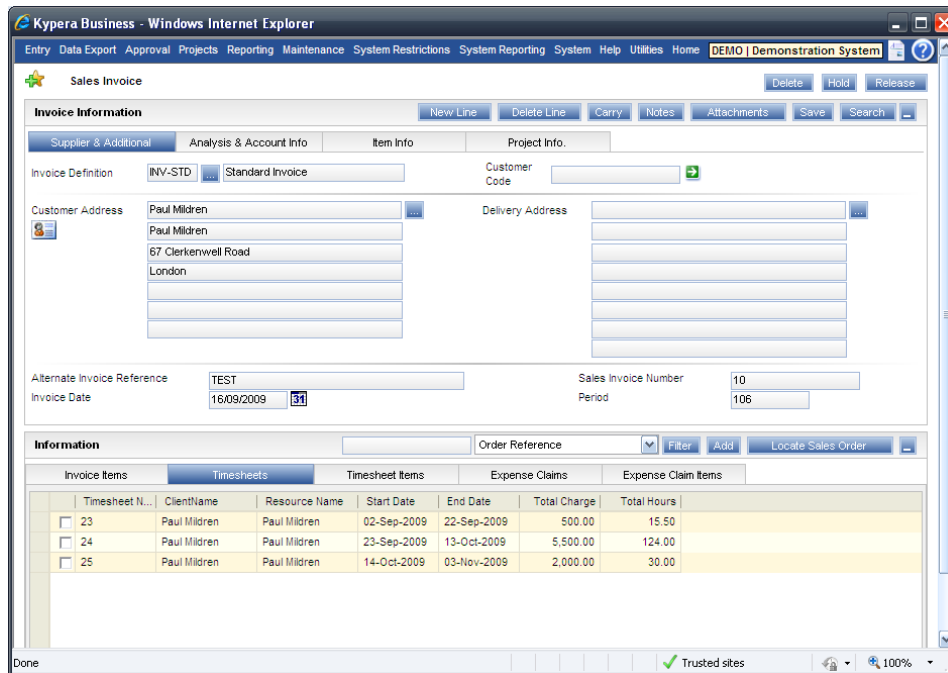 Kypera Business - Windows Internet Explorer
Entry Data Export Approval Projects Reporting Maintenance System Restrictions System Reporting System Help Utilities Home DEMO | Demonstration System
Sales Invoice Delete Hold Release
Invoice Information New Line Delete Line Carry Notes Attachments Save Search
Supplier & Additional Analysis & Account Info Item Info Project Info.
Invoice Definition INV-STD ... Standard Invoice Customer Code
Customer Address Paul Mildren ... Delivery Address ...
Paul Mildren
67 Clerkenwell Road
London
Alternate Invoice Reference TEST Sales Invoice Number 10
Invoice Date 16/09/2009 31 Period 106
Information Order Reference Filter Add Locate Sales Order
Invoice Items Timesheets Timesheet Items Expense Claims Expense Claim Items
Timesheet N... ClientName Resource Name Start Date End Date Total Charge Total Hours
23 Paul Mildren Paul Mildren 02-Sep-2009 22-Sep-2009 500.00 15.50
24 Paul Mildren Paul Mildren 23-Sep-2009 13-Oct-2009 5,500.00 124.00
25 Paul Mildren Paul Mildren 14-Oct-2009 03-Nov-2009 2,000.00 30.00
Done Trusted sites 100%